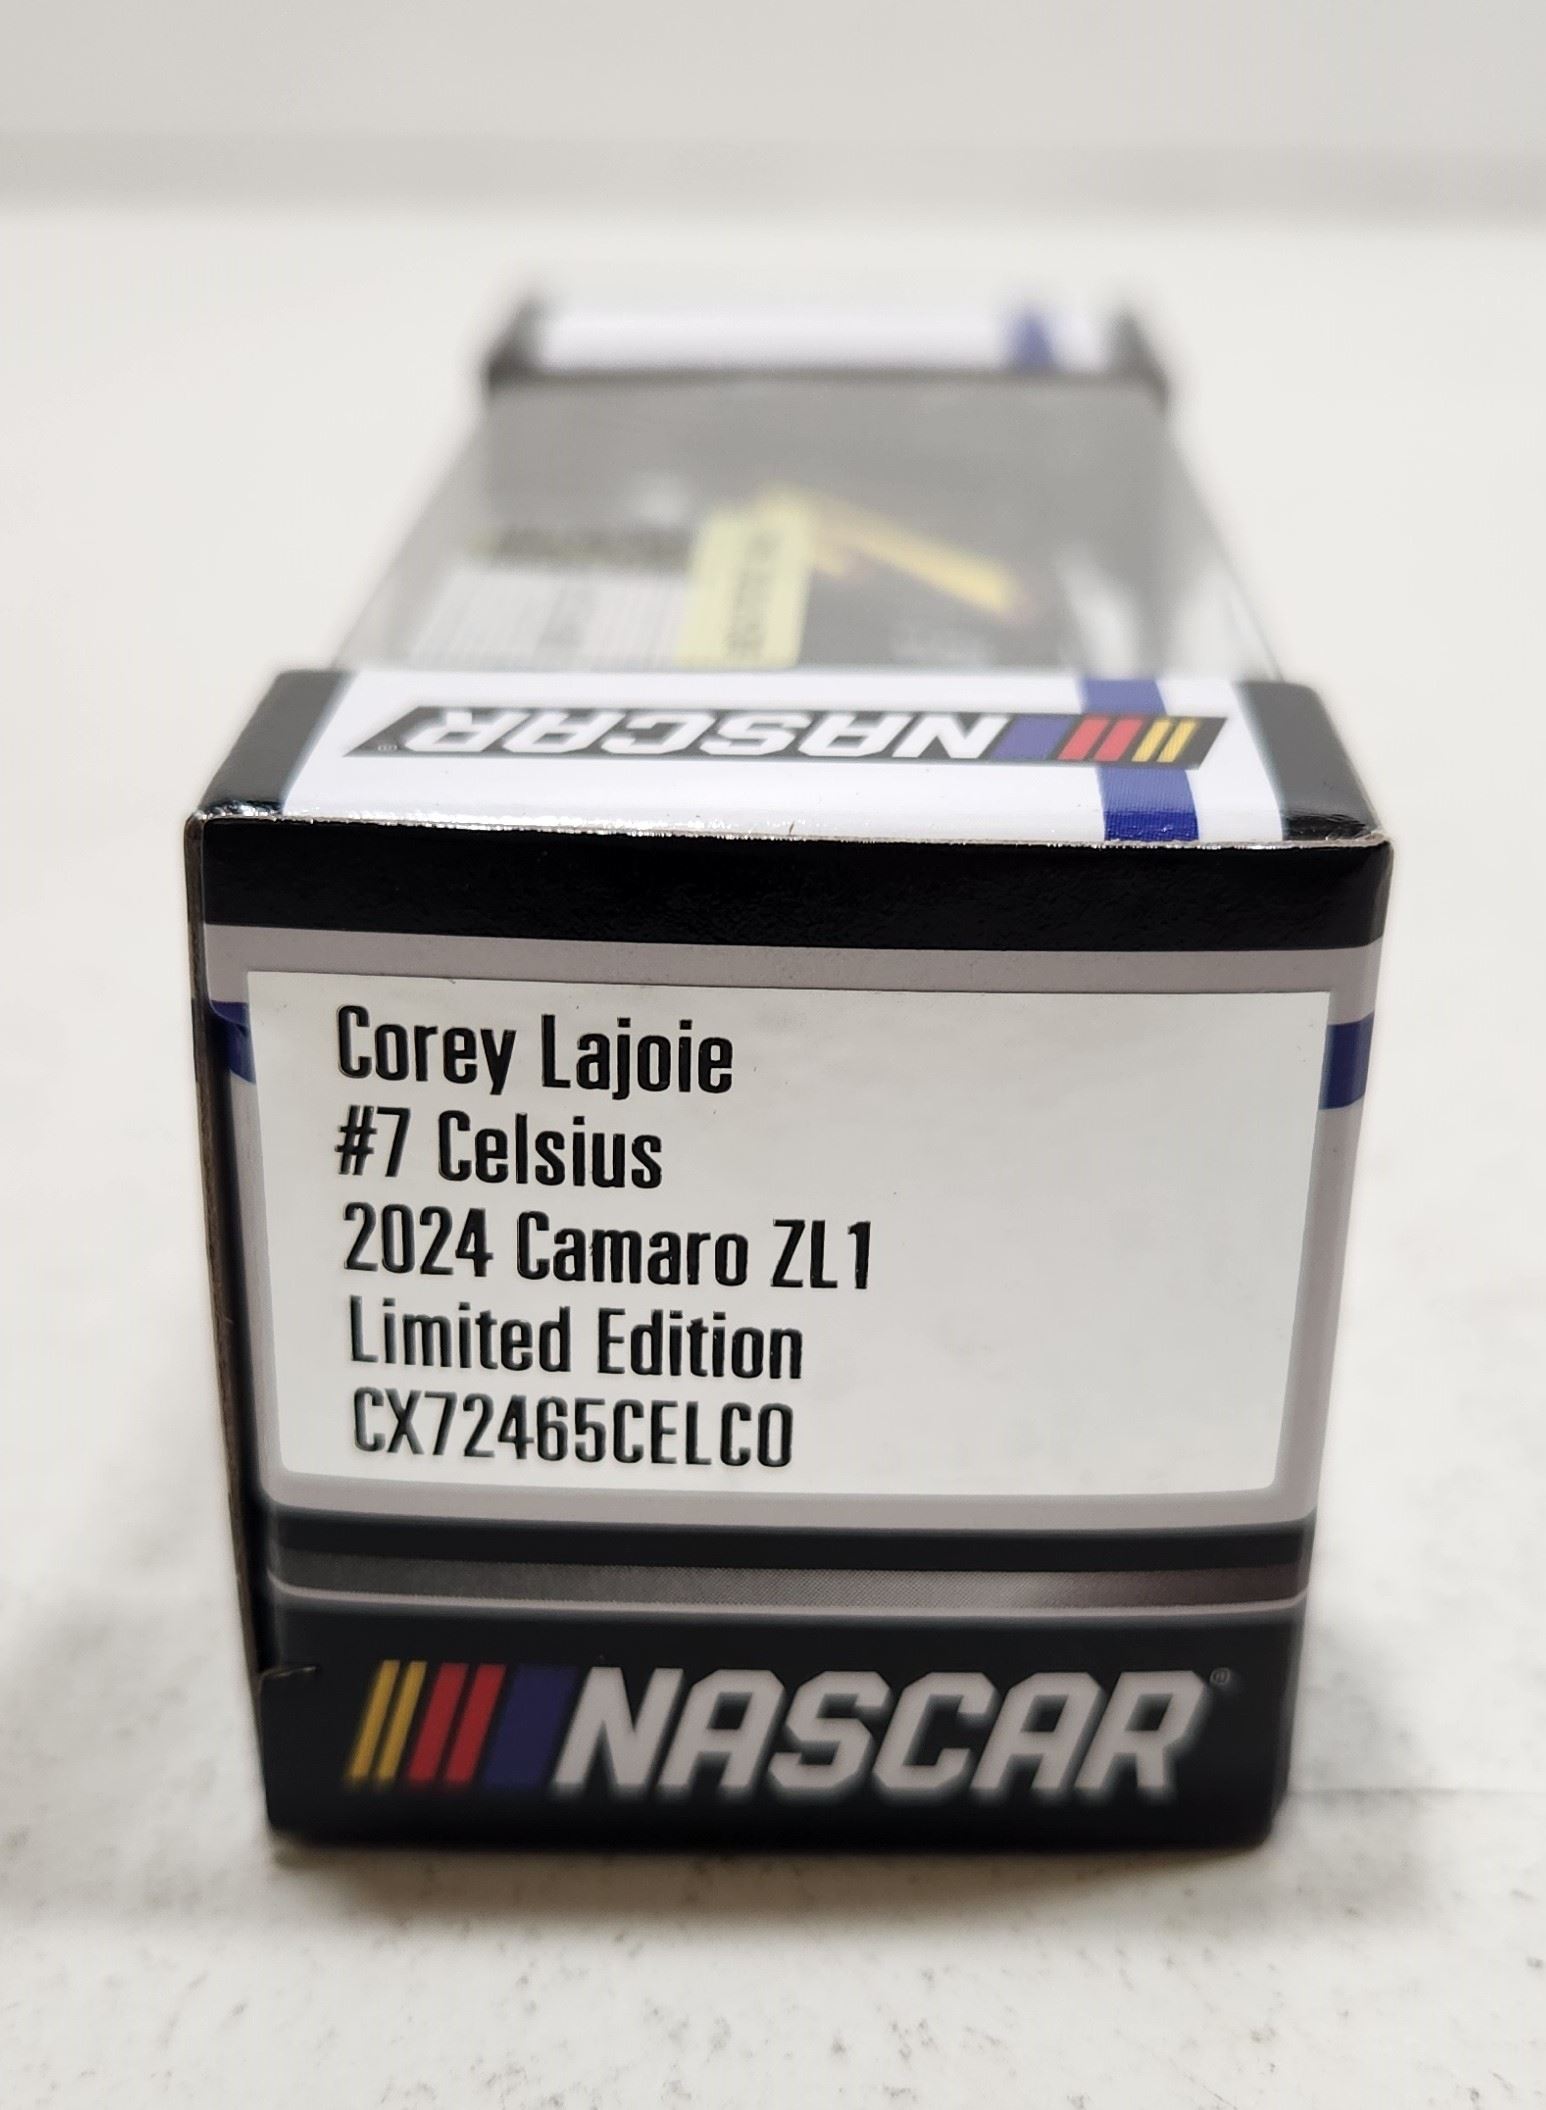 NASCAR
Corey Lajoie
#7 Celsius
2024 Camaro ZL1
Limited Edition
CX72465CELCO
NASCAR